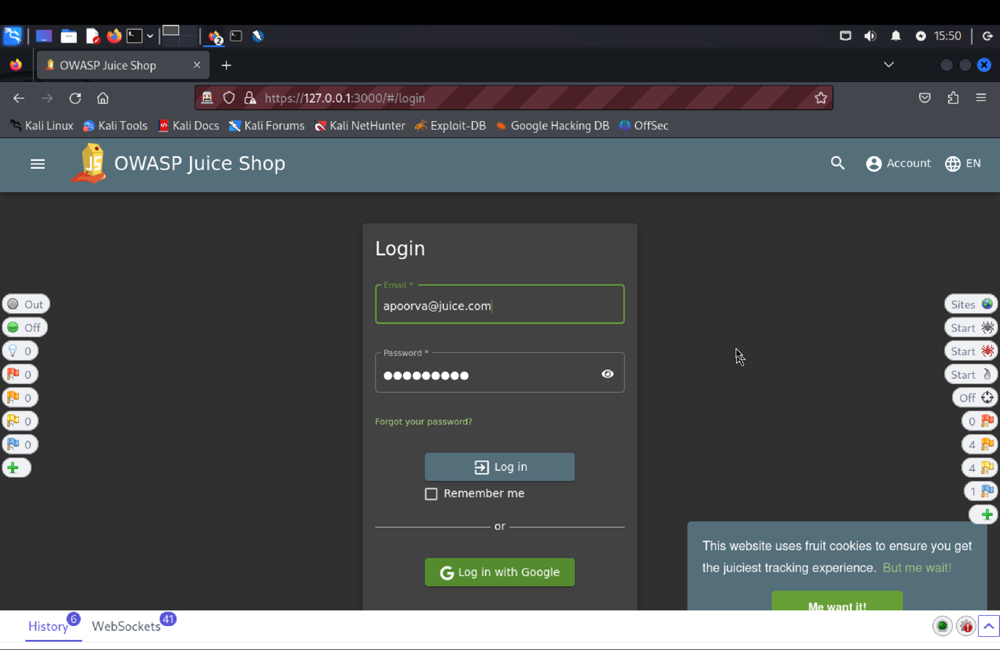 2
15:50
OWASP Juice Shop
https://127.0.0.1:3000/#/login
Kali Linux Kali Tools Kali Docs Kali Forums Kali NetHunter Exploit-DB Google Hacking DB OffSec
JS OWASP Juice Shop Account EN
Login
Email *
apoorva@juice.com
Password *
Forgot your password?
Log in
Remember me
or
G Log in with Google
Out
Off
0
0
0
0
0
Sites
Start
Start
Start
Off
0
4
4
1
This website uses fruit cookies to ensure you get
the juiciest tracking experience. But me wait!
Me want it!
History 6 WebSockets 41